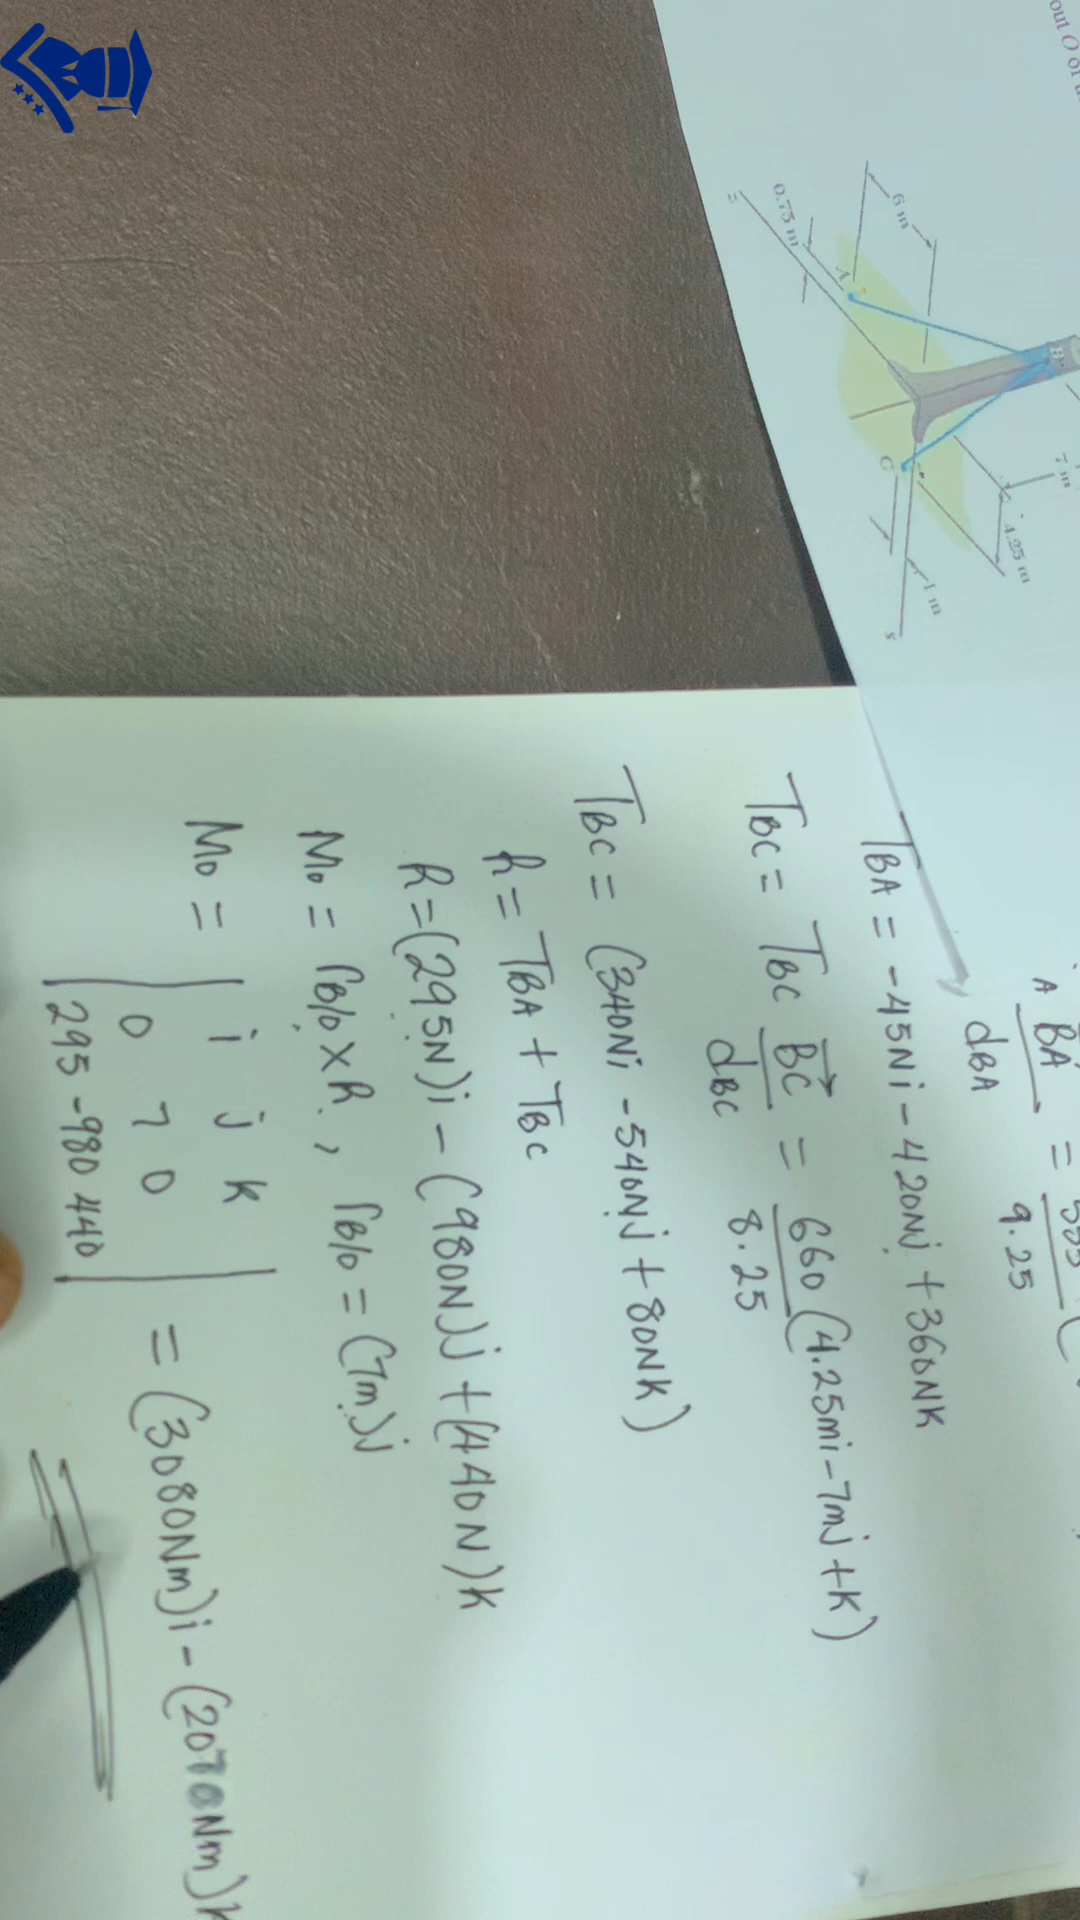 out O of
6 m
0.75 m
A
B
C
z
x
7 m
4.25 m
1 m
A BA =
dBA 9.25
TBA = -45Ni - 420Nj + 360NK
TBC = TBC BC = 660 (4.25mi - 7mj + K)
dBC 8.25
TBC = (340Ni - 540Nj + 80NK)
R = TBA + TBC
R = (295N)i - (980N)j + (440N)K
Mo = rB/o x R, rB/o = (7m)j
Mo = | i j k |
0 7 0
295 -980 440 = (3080Nm)i - (2070Nm)k